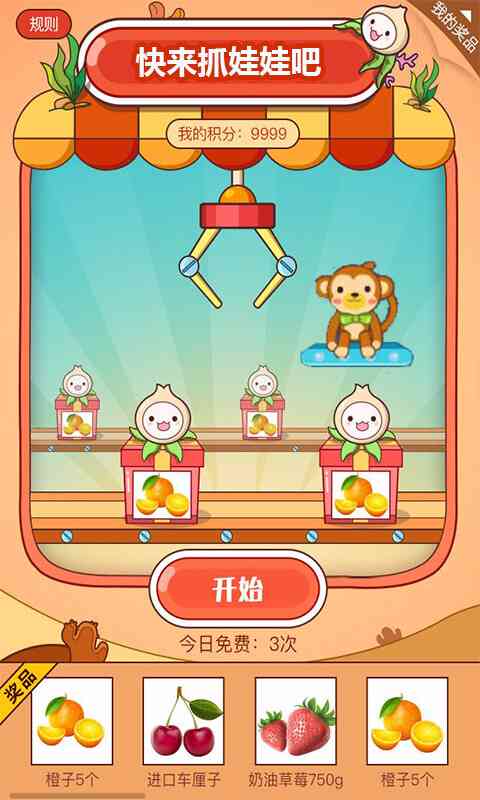 规则
快来抓娃娃吧
我的奖品
我的积分：9999
开始
今日免费：3次
奖品
橙子5个
进口车厘子
奶油草莓750g
橙子5个